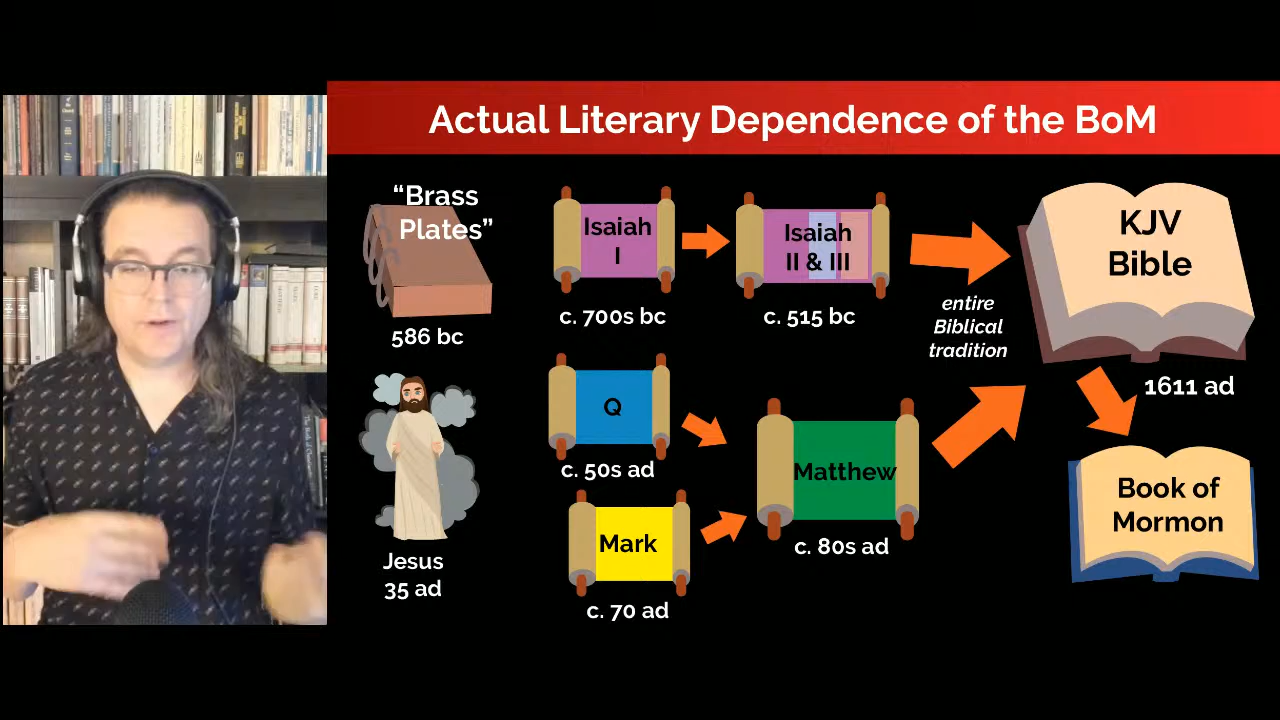 Actual Literary Dependence of the BoM
“Brass
Plates”
586 bc
Isaiah
I
c. 700s bc
Isaiah
II & III
c. 515 bc
entire
Biblical
tradition
KJV
Bible
1611 ad
Jesus
35 ad
Q
c. 50s ad
Mark
c. 70 ad
Matthew
c. 80s ad
Book of
Mormon